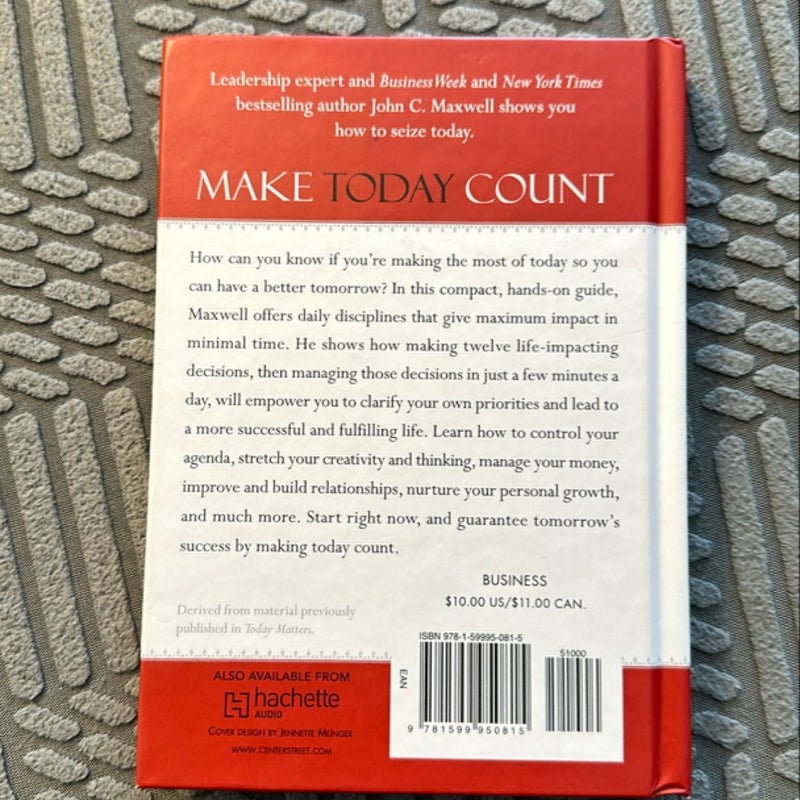 Leadership expert and BusinessWeek and New York Times
bestselling author John C. Maxwell shows you
how to seize today.
MAKE TODAY COUNT
How can you know if you're making the most of today so you
can have a better tomorrow? In this compact, hands-on guide,
Maxwell offers daily disciplines that give maximum impact in
minimal time. He shows how making twelve life-impacting
decisions, then managing those decisions in just a few minutes a
day, will empower you to clarify your own priorities and lead to
a more successful and fulfilling life. Learn how to control your
agenda, stretch your creativity and thinking, manage your money,
improve and build relationships, nurture your personal growth,
and much more. Start right now, and guarantee tomorrow's
success by making today count.
BUSINESS
$10.00 US/$11.00 CAN.
Derived from material previously
published in Today Matters.
ISBN 978-1-59995-081-5
51000
EAN
9 781599 950815
ALSO AVAILABLE FROM
hachette
AUDIO
COVER DESIGN BY JENNETTE MUNGER
WWW.CENTERSTREET.COM